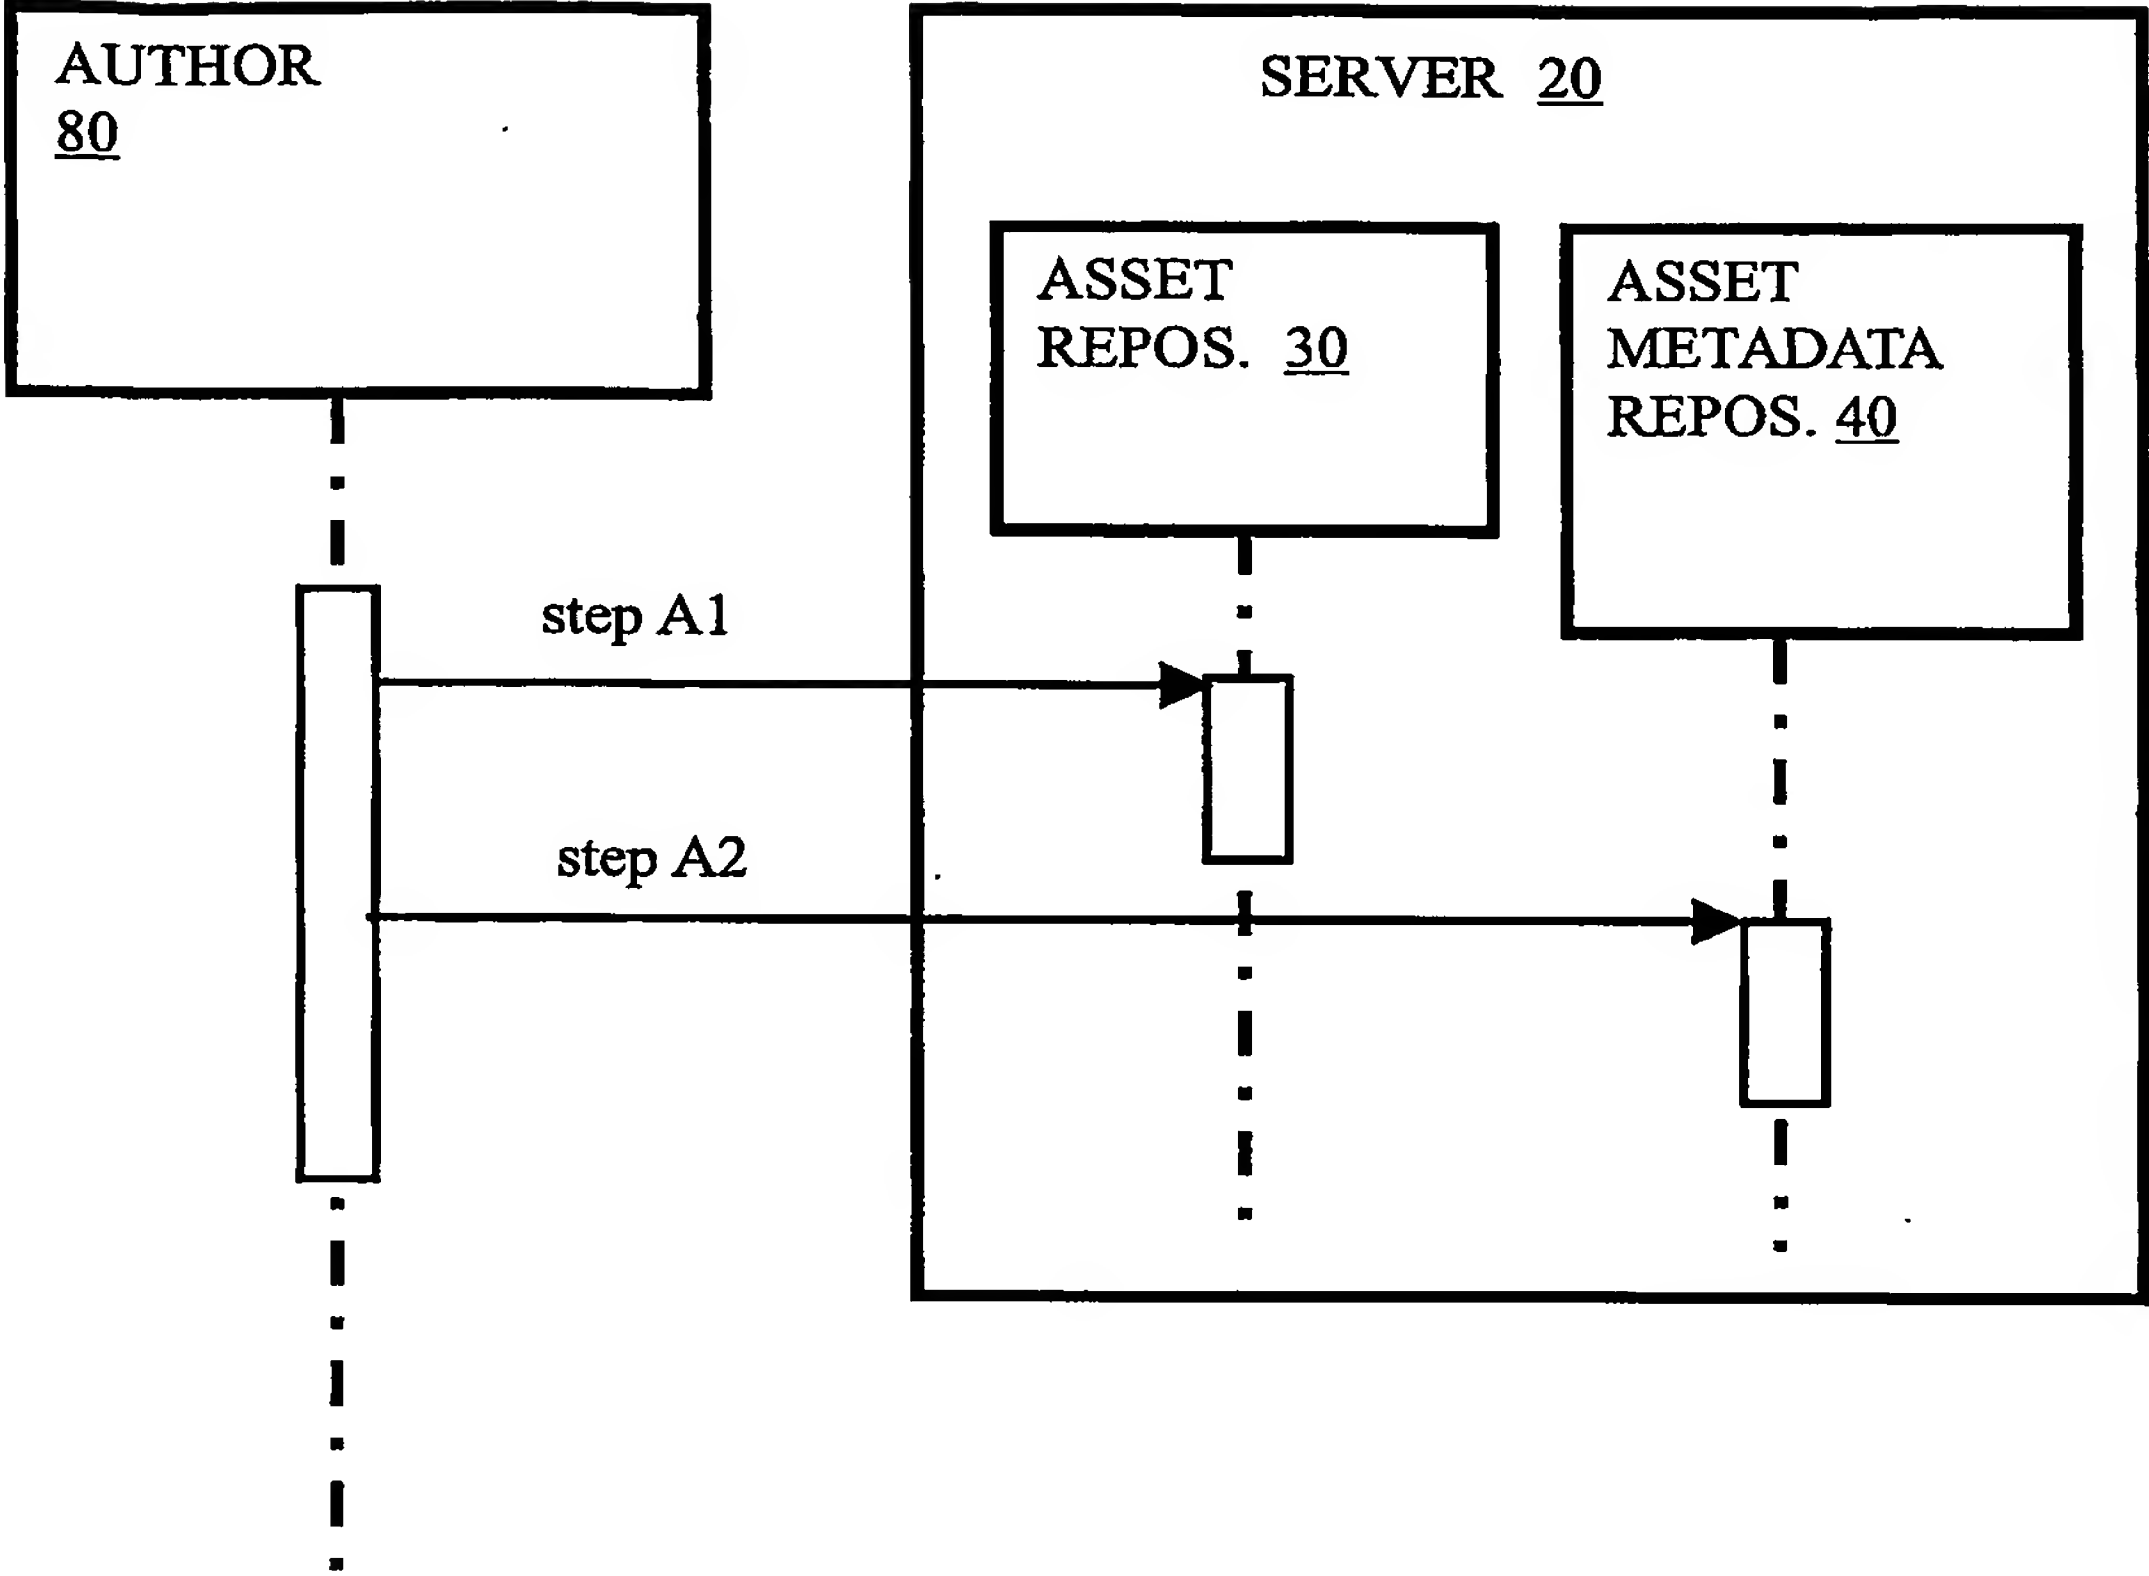 AUTHOR
80
SERVER 20
ASSET
REPOS. 30
ASSET
METADATA
REPOS. 40
step A1
step A2